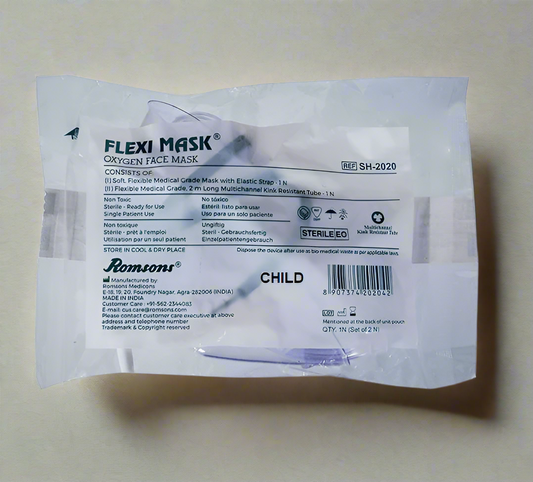 FLEXI MASK®
OXYGEN FACE MASK
REF SH-2020
CONSISTS OF
(I) Soft, Flexible Medical Grade Mask with Elastic Strap - 1 N
(II) Flexible Medical Grade, 2 m Long Multichannel Kink Resistant Tube - 1 N
Non Toxic
Sterile - Ready for Use
Single Patient Use
No tóxico
Estéril: listo para usar
Uso para un solo paciente
Non toxique
Stérile - prêt à l'emploi
Utilisation par un seul patient
Ungiftig
Steril - Gebrauchsfertig
Einzelpatientengebrauch
STERILE EO
Multichannel
Kink Resistant Tube
STORE IN COOL & DRY PLACE
Dispose the device after use as bio-medical waste as per applicable laws.
Romsons®
Manufactured by:
Romsons Medicons
E-18, 19, 20, Foundry Nagar, Agra-282006 (INDIA)
MADE IN INDIA
Customer Care : +91-562-2344083
E-mail: cus.care@romsons.com
Please contact customer care executive at above
address and telephone number
Trademark & Copyright reserved
CHILD
8 907374 202042
LOT
Mentioned at the back of unit pouch
QTY. 1N (Set of 2 N)